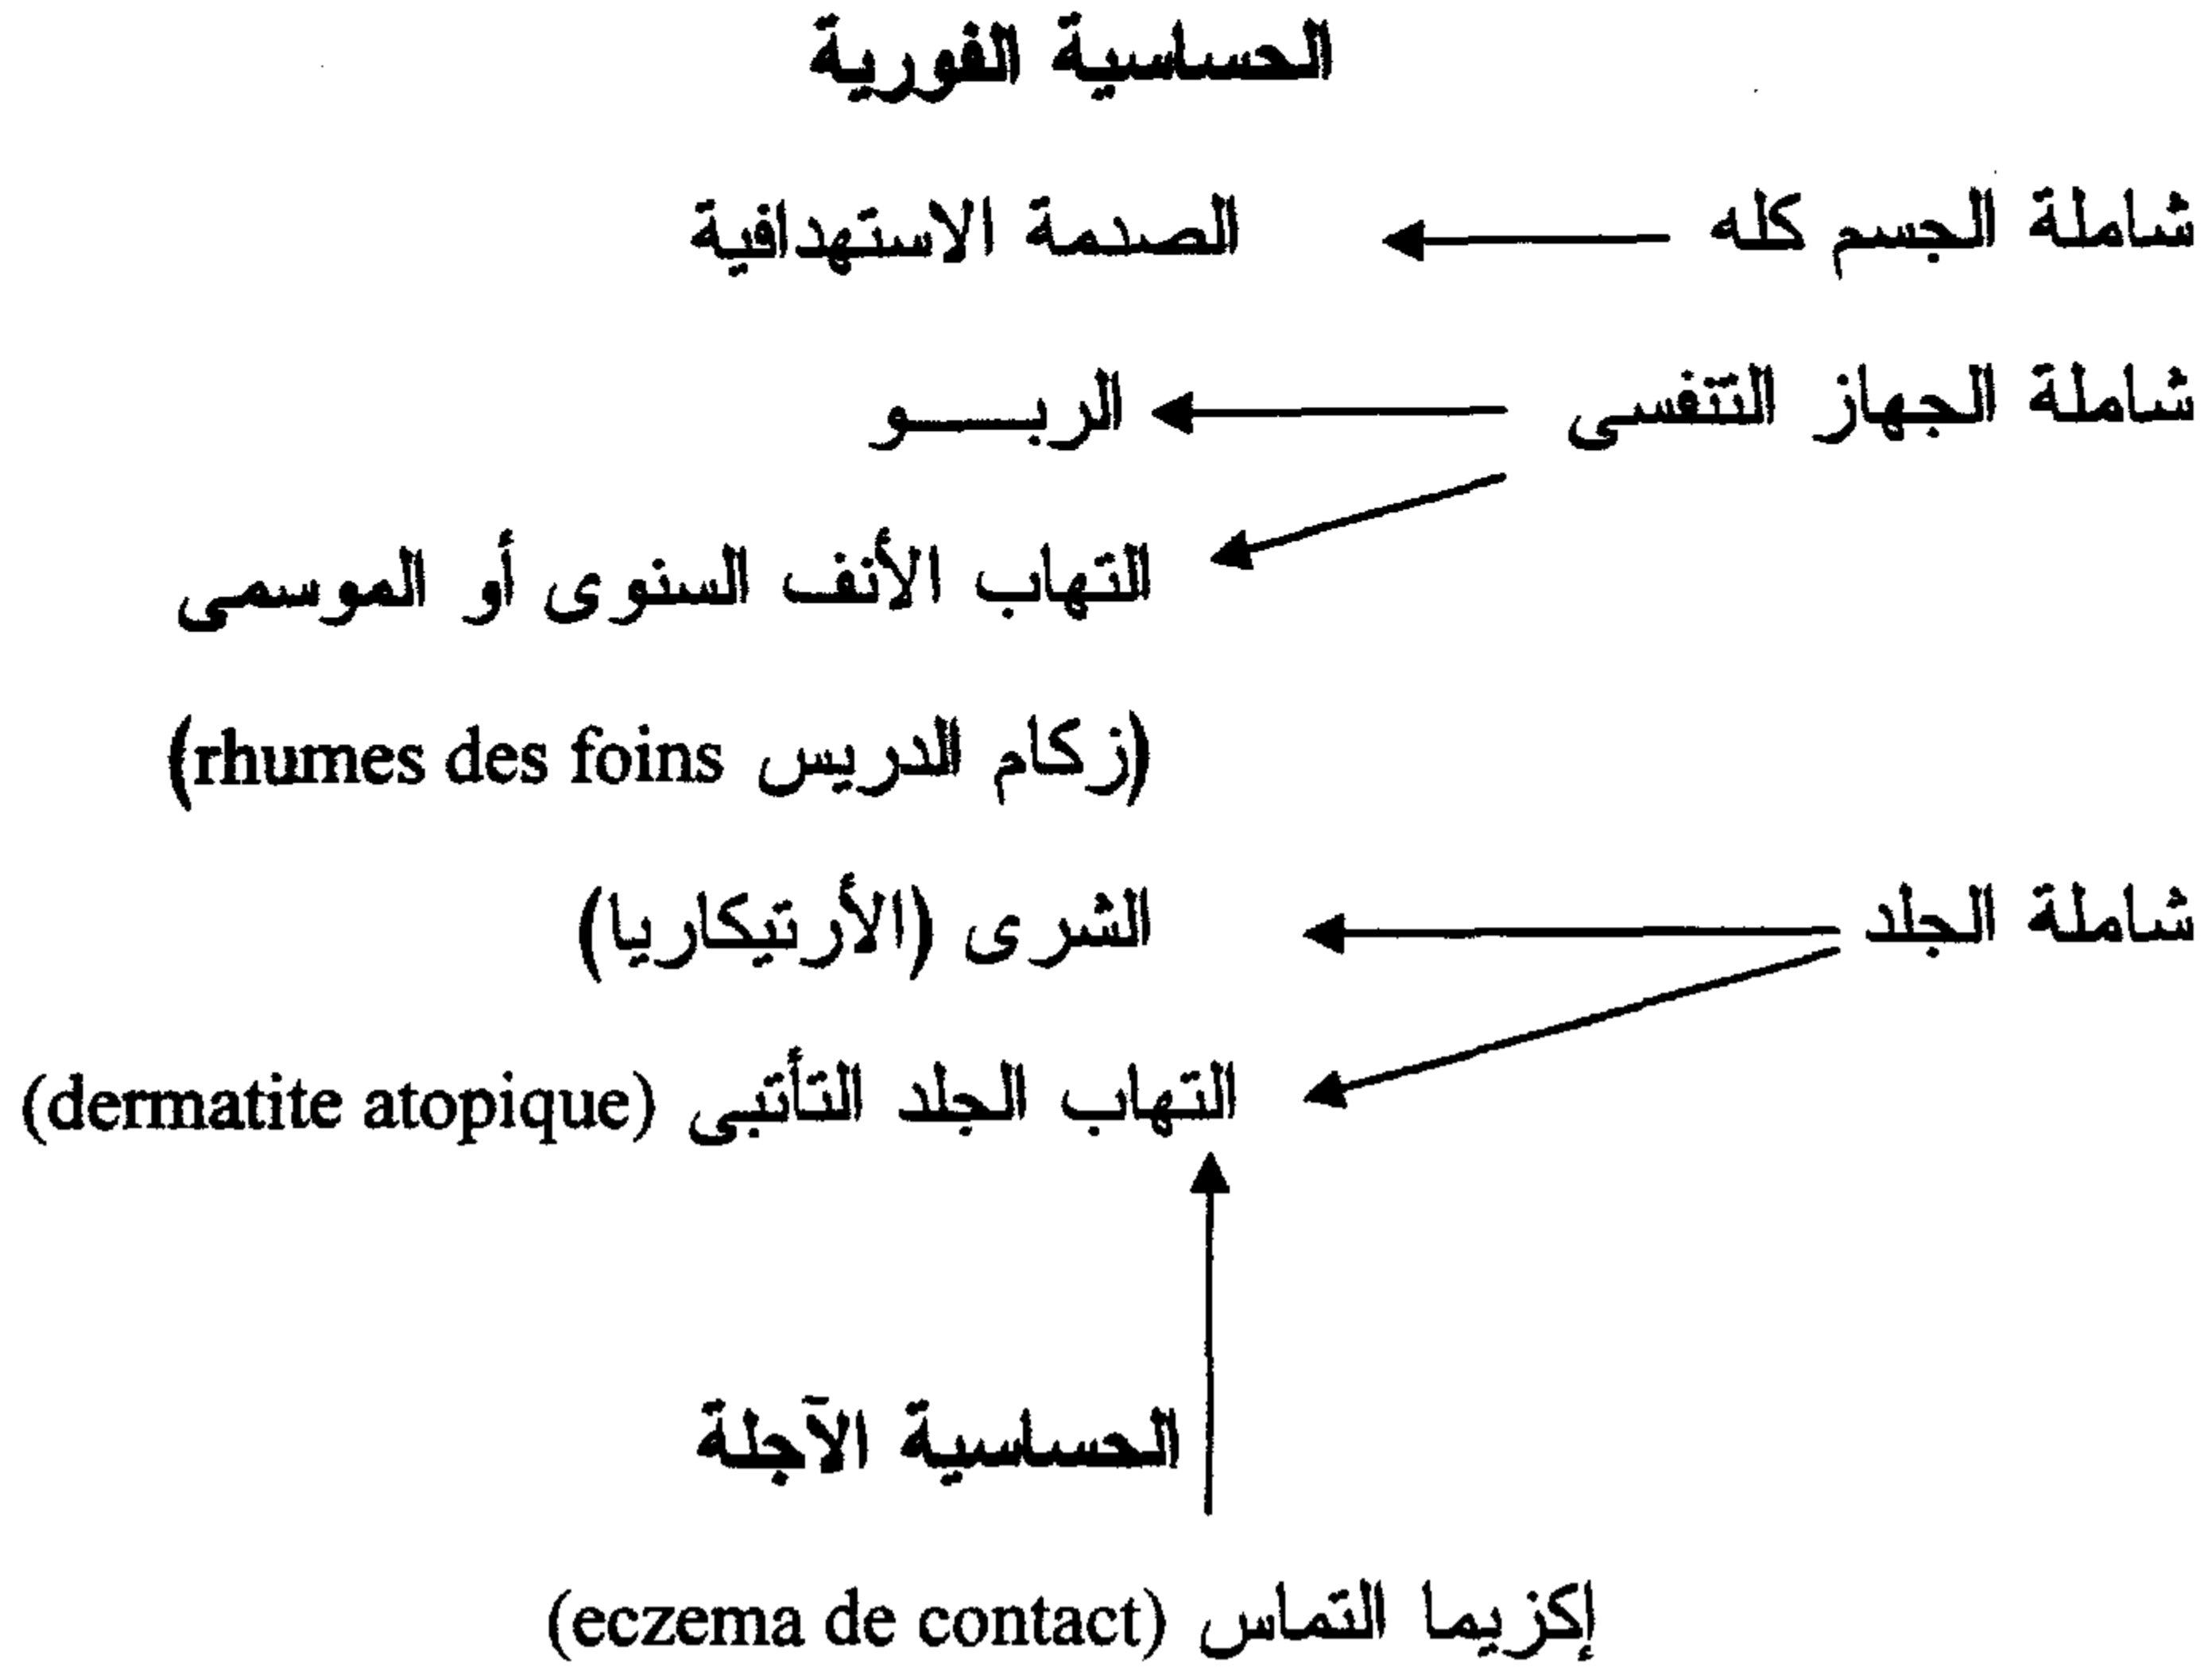 الحساسية الفورية
شاملة الجسم كله الصدمة الاستهدافية
شاملة الجهاز التنفسى الربـــــو
التهاب الأنف السنوى أو الموسمى
(زكام الدريس rhumes des foins)
شاملة الجلد الشرى (الأرتيكاريا)
التهاب الجلد التأتبى (dermatite atopique)
الحساسية الآجلة
إكزيما التماس (eczema de contact)